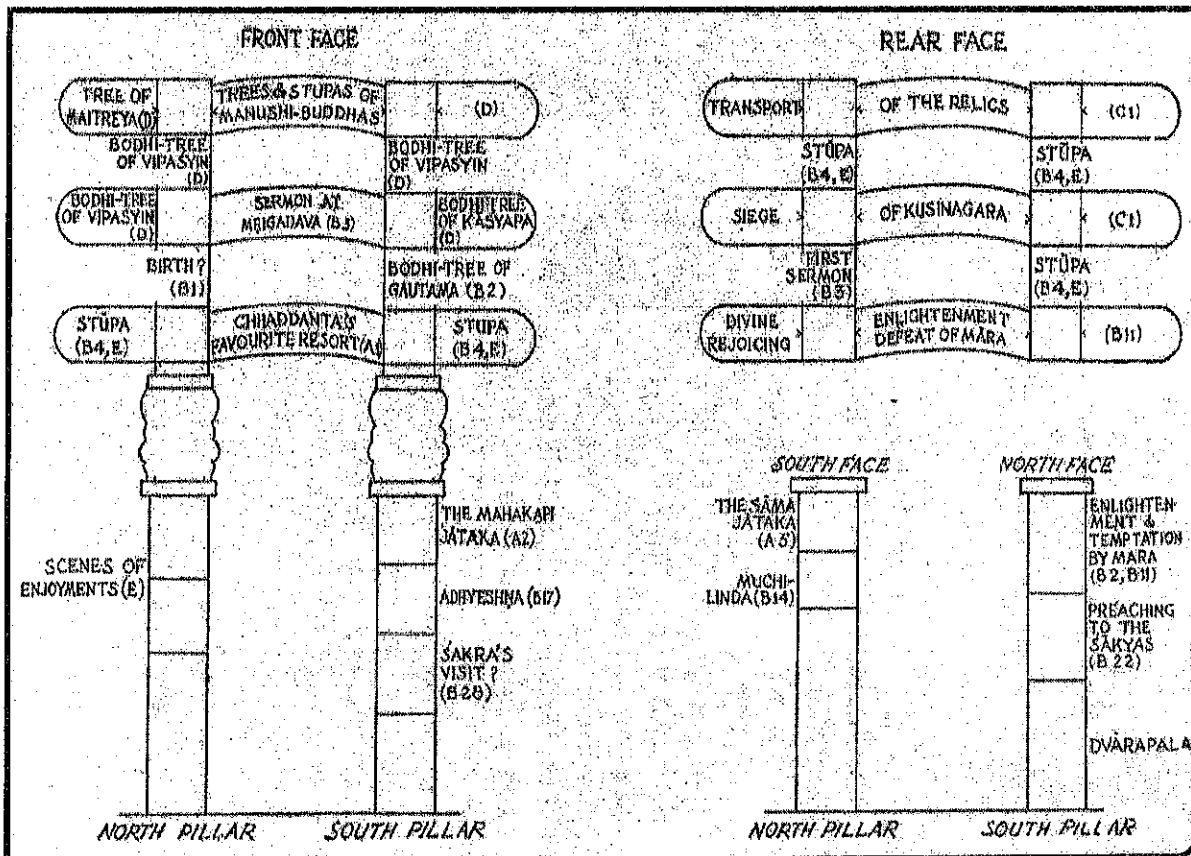 FRONT FACE
TREE OF
MAITREYA(D)
TREES & STUPAS OF
MANUSHI-BUDDHAS
(D)
BODHI-TREE
OF VIPASYIN
(D)
BODHI-TREE
OF VIPASYIN
(D)
BODHI-TREE
OF VIPASYIN
(D)
SERMON AT
MRIGADAVA (B3)
BODHI-TREE
OF KASYAPA
(D)
BIRTH?
(B1)
BODHI-TREE OF
GAUTAMA (B2)
STŪPA
(B4,E)
CHHADDANTA'S
FAVOURITE RESORT(A1
STUPA
(B4,E)
SCENES OF
ENJOYMENTS (E)
THE MAHAKAPI
JĀTAKA (A2)
ADHYESHNA (B17)
ŚAKRA'S
VISIT ?
(B28)
NORTH PILLAR
SOUTH PILLAR
REAR FACE
TRANSPORT
OF THE RELICS
(C1)
STŪPA
(B4,E)
STŪPA
(B4,E)
SIEGE
OF KUSINAGARA
(C1)
FIRST
SERMON
(B3)
STŪPA
(B4,E)
DIVINE
REJOICING
ENLIGHTENMENT
DEFEAT OF MĀRA
(B11)
SOUTH FACE
THE SĀMA
JĀTAKA
(A3)
MUCHI-
LINDA (B14)
NORTH PILLAR
NORTH FACE
ENLIGHTEN-
MENT &
TEMPTATION
BY MARA
(B2, B11)
PREACHING
TO THE
SĀKYAS
(B 22)
DVĀRAPALA
SOUTH PILLAR